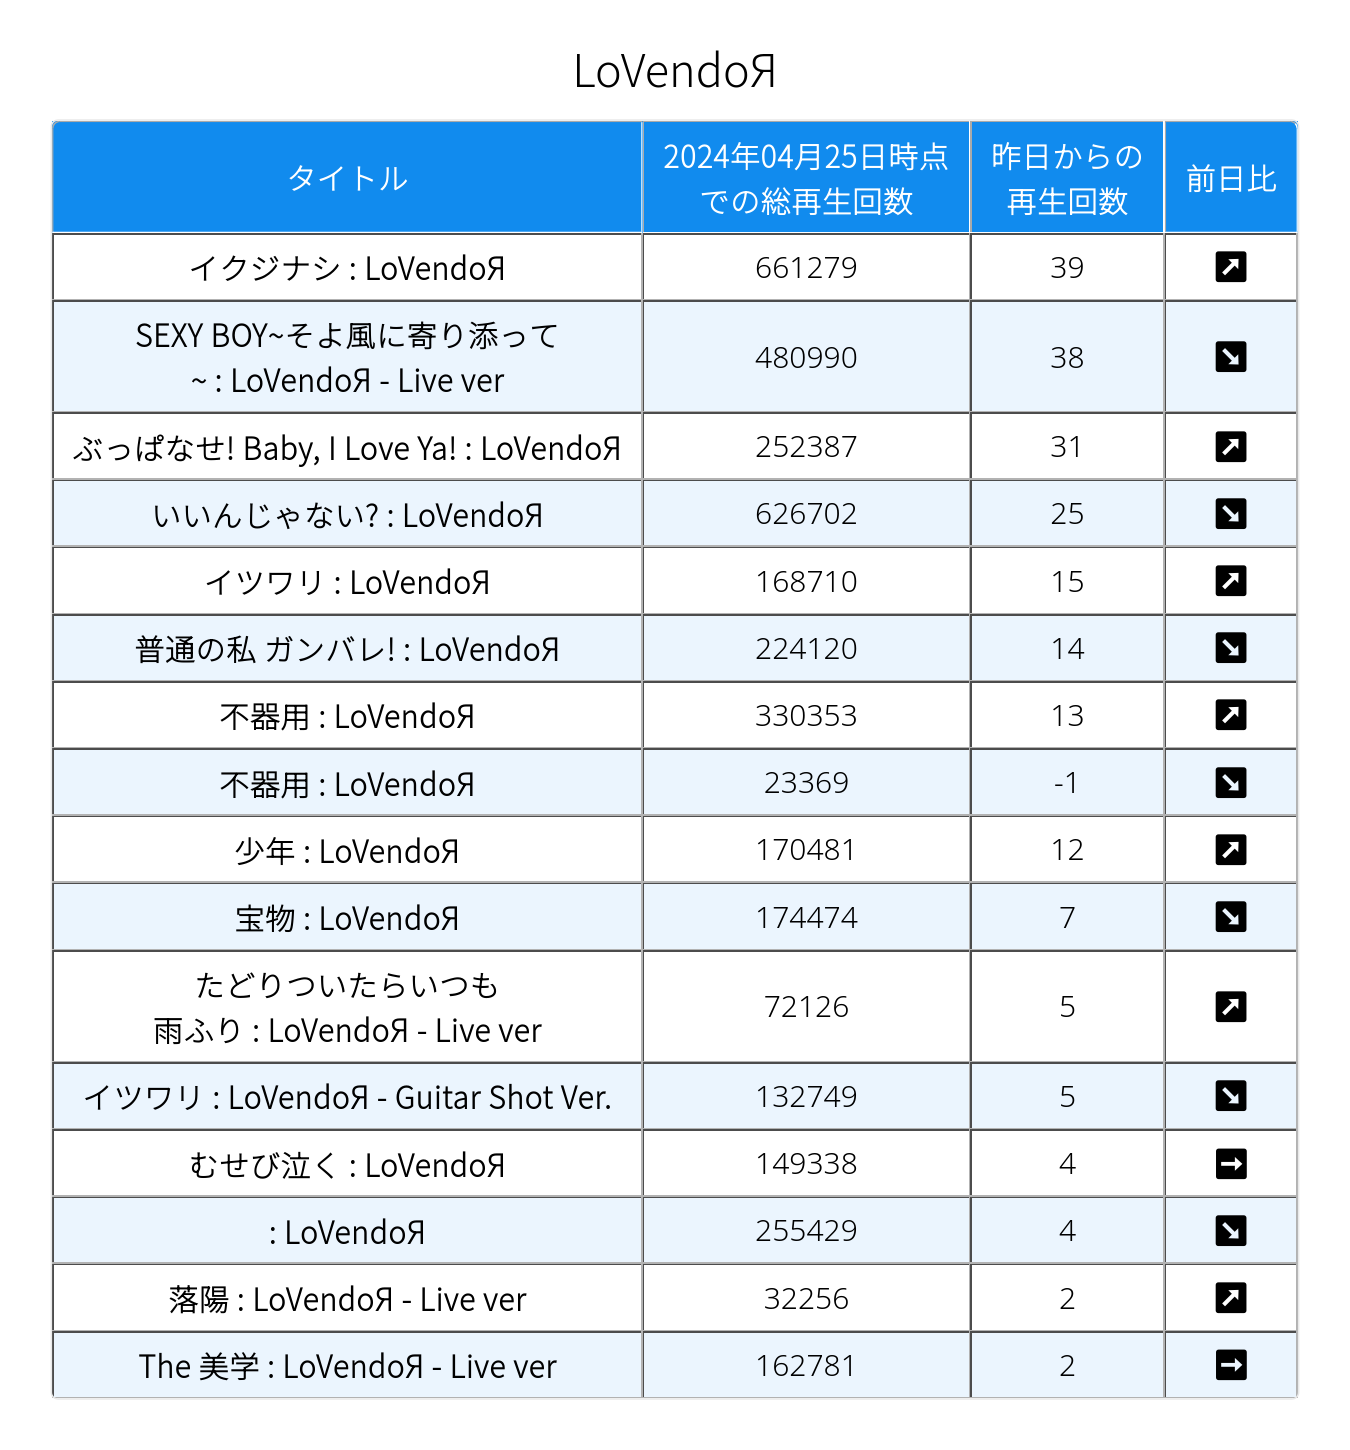 LoVendoЯ
タイトル
2024年04月25日時点
での総再生回数
昨日からの
再生回数
前日比
イクジナシ : LoVendoЯ 661279 39
SEXY BOY~そよ風に寄り添って
~ : LoVendoЯ - Live ver 480990 38
ぶっぱなせ! Baby, I Love Ya! : LoVendoЯ 252387 31
いいんじゃない? : LoVendoЯ 626702 25
イツワリ : LoVendoЯ 168710 15
普通の私 ガンバレ! : LoVendoЯ 224120 14
不器用 : LoVendoЯ 330353 13
不器用 : LoVendoЯ 23369 -1
少年 : LoVendoЯ 170481 12
宝物 : LoVendoЯ 174474 7
たどりついたらいつも
雨ふり : LoVendoЯ - Live ver 72126 5
イツワリ : LoVendoЯ - Guitar Shot Ver. 132749 5
むせび泣く : LoVendoЯ 149338 4
: LoVendoЯ 255429 4
落陽 : LoVendoЯ - Live ver 32256 2
The 美学 : LoVendoЯ - Live ver 162781 2